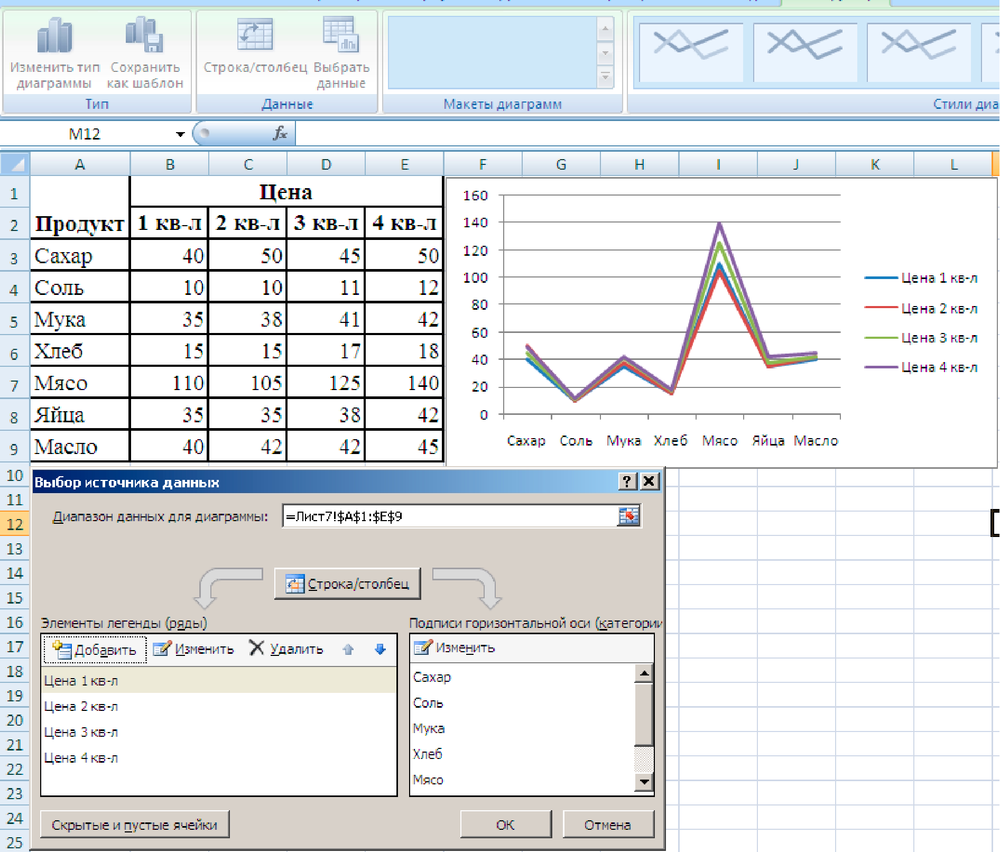 Изменить тип диаграммы
Сохранить как шаблон
Строка/столбец
Выбрать данные
Тип
Данные
Макеты диаграмм
Стили
M12
fx
A B C D E F G H I J K L
1 Цена
2 Продукт 1 кв-л 2 кв-л 3 кв-л 4 кв-л
3 Сахар 40 50 45 50
4 Соль 10 10 11 12
5 Мука 35 38 41 42
6 Хлеб 15 15 17 18
7 Мясо 110 105 125 140
8 Яйца 35 35 38 42
9 Масло 40 42 42 45
10
11
12
13
14
15
16
17
18
19
20
21
22
23
24
25
160
140
120
100
80
60
40
20
0
Сахар Соль Мука Хлеб Мясо Яйца Масло
Цена 1 кв-л
Цена 2 кв-л
Цена 3 кв-л
Цена 4 кв-л
Выбор источника данных
?
Диапазон данных для диаграммы: =Лист7!$A$1:$E$9
Строка/столбец
Элементы легенды (ряды)
Добавить Изменить Удалить
Цена 1 кв-л
Цена 2 кв-л
Цена 3 кв-л
Цена 4 кв-л
Подписи горизонтальной оси (категории
Изменить
Сахар
Соль
Мука
Хлеб
Мясо
Скрытые и пустые ячейки
ОК
Отмена